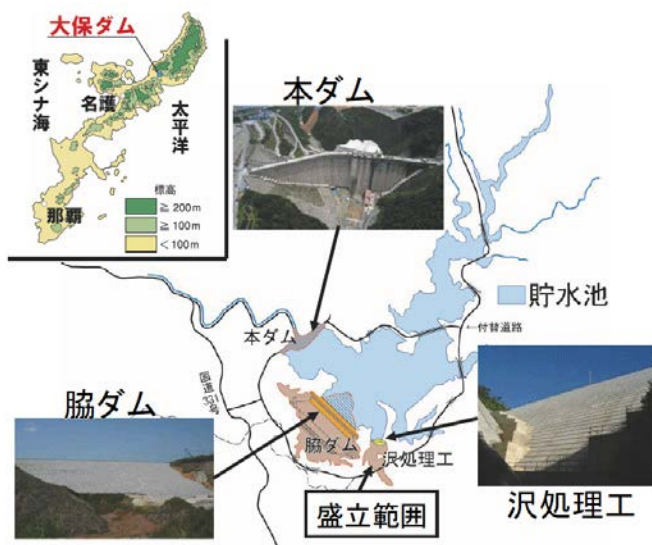 大保ダム
東シナ海
名護
太平洋
那覇
標高
≧ 200m
≧ 100m
< 100m
本ダム
貯水池
付替道路
本ダム
国道331号
脇ダム
脇ダム
沢処理工
盛立範囲
沢処理工